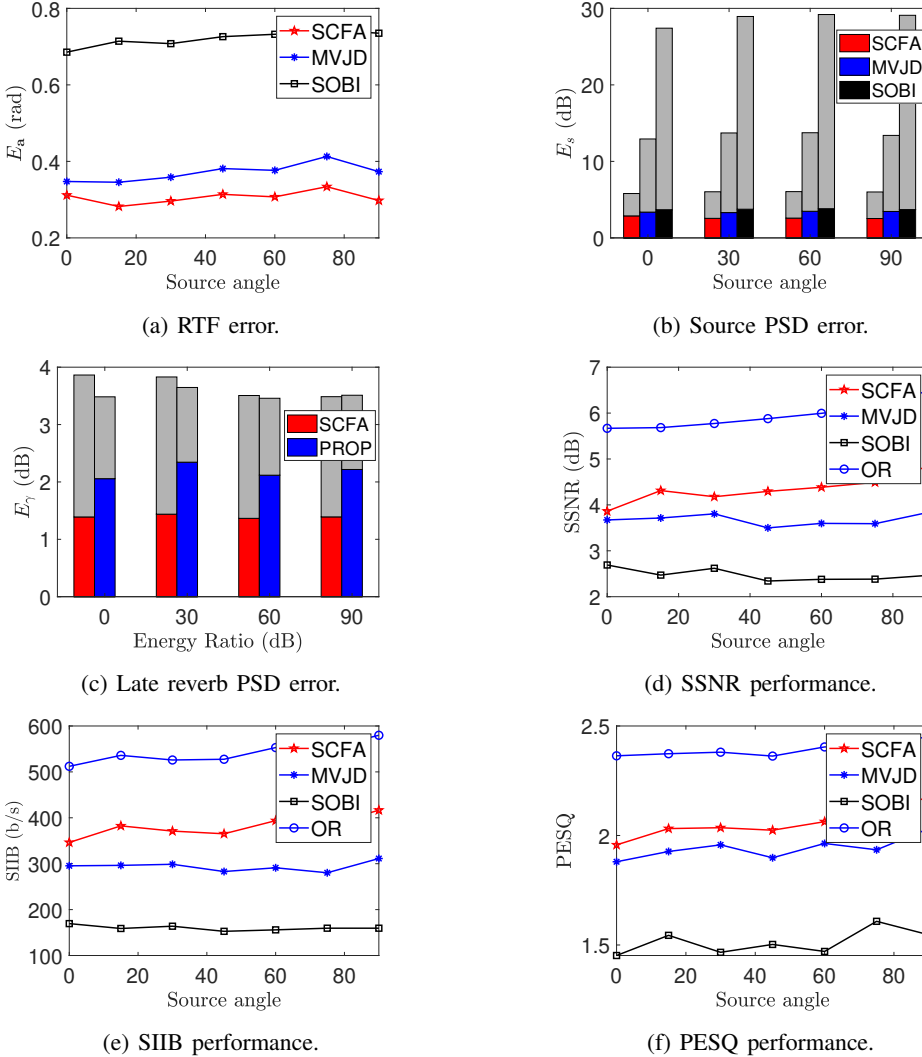 0.8
0.6
0.4
0.2
E_a (rad)
SCFA
MVJD
SOBI
0 20 40 60 80
Source angle
(a) RTF error.
30
20
10
0
E_s (dB)
SCFA
MVJD
SOBI
0 30 60 90
Source angle
(b) Source PSD error.
4
3
2
1
0
E_γ (dB)
SCFA
PROP
0 30 60 90
Energy Ratio (dB)
(c) Late reverb PSD error.
7
6
5
4
3
2
SSNR (dB)
SCFA
MVJD
SOBI
OR
0 20 40 60 80
Source angle
(d) SSNR performance.
600
500
400
300
200
100
SIIB (b/s)
SCFA
MVJD
SOBI
OR
0 20 40 60 80
Source angle
(e) SIIB performance.
2.5
2
1.5
PESQ
SCFA
MVJD
SOBI
OR
0 20 40 60 80
Source angle
(f) PESQ performance.